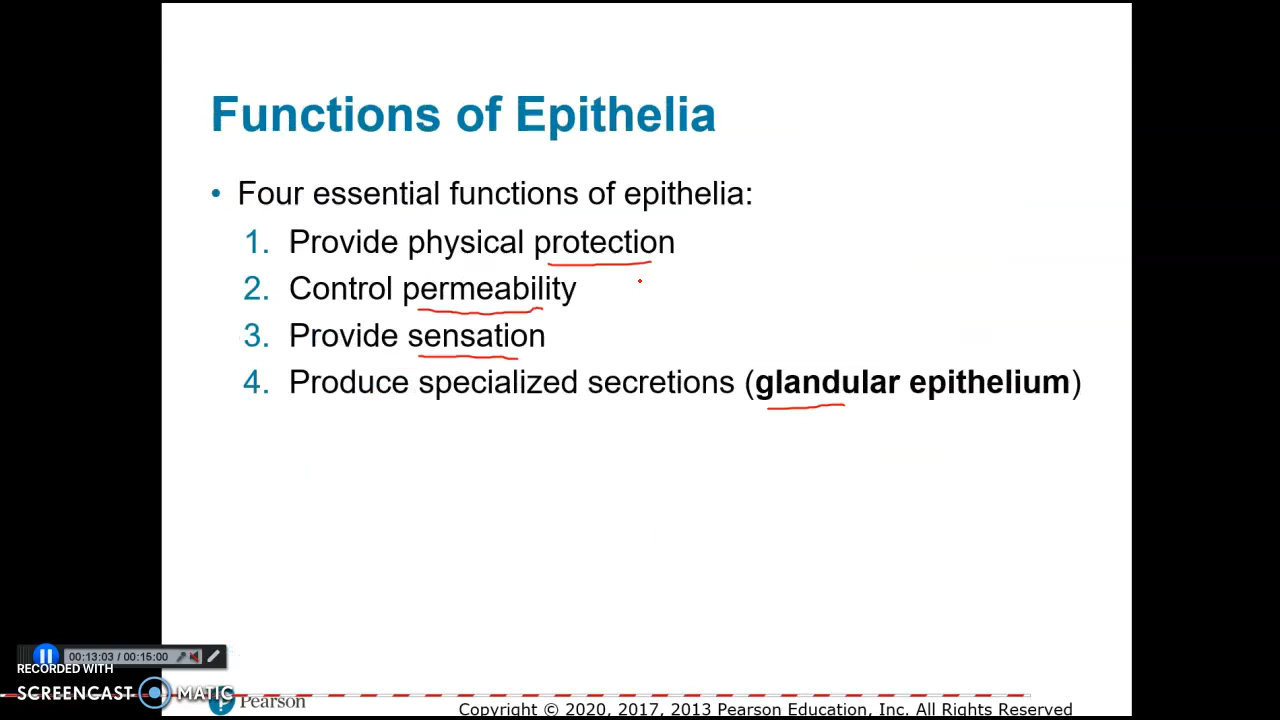 Functions of Epithelia
• Four essential functions of epithelia:
1. Provide physical protection
2. Control permeability
3. Provide sensation
4. Produce specialized secretions (glandular epithelium)
00:13:03 / 00:15:00
RECORDED WITH
SCREENCAST MATIC
Pearson
Copyright © 2020, 2017, 2013 Pearson Education, Inc. All Rights Reserved